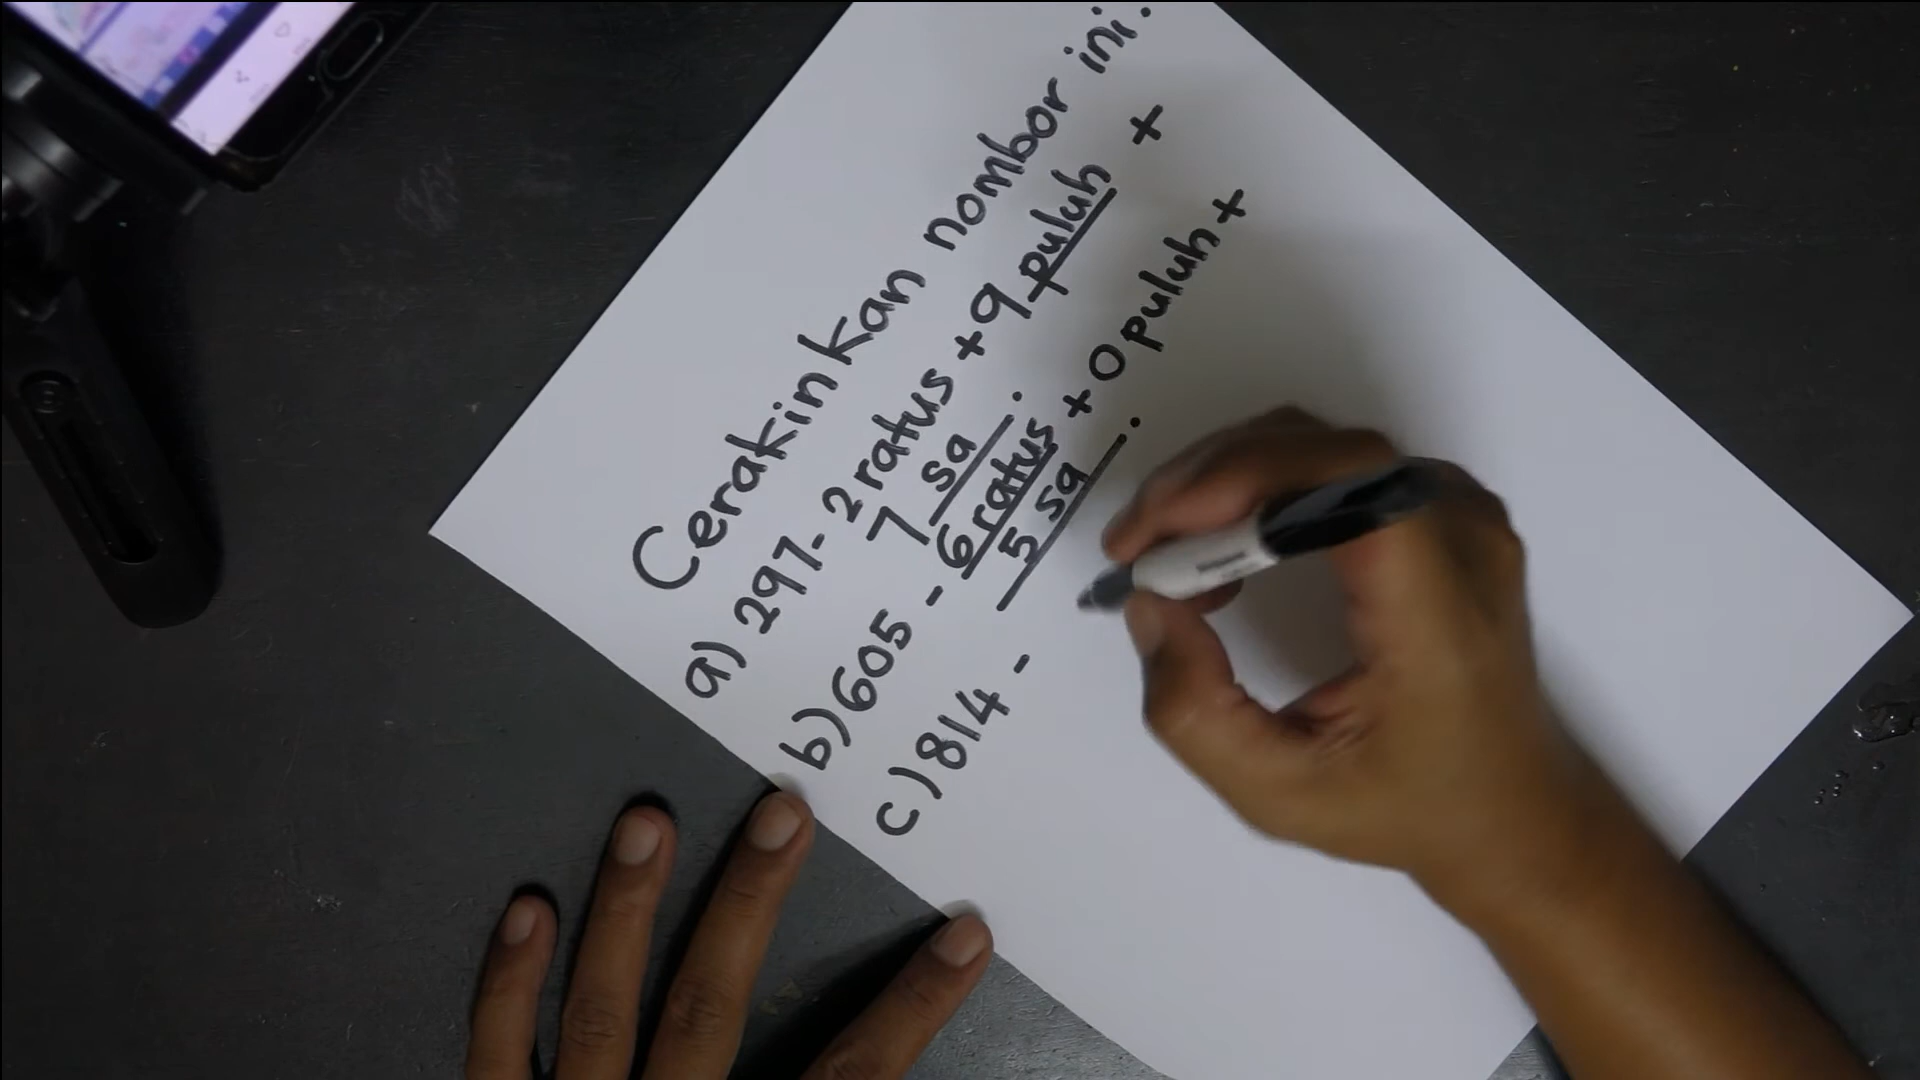 Cerakinkan nombor ini.
a) 297 - 2 ratus + 9 puluh +
7 sa.
b) 605 - 6 ratus + 0 puluh +
5 sa.
c) 814 -